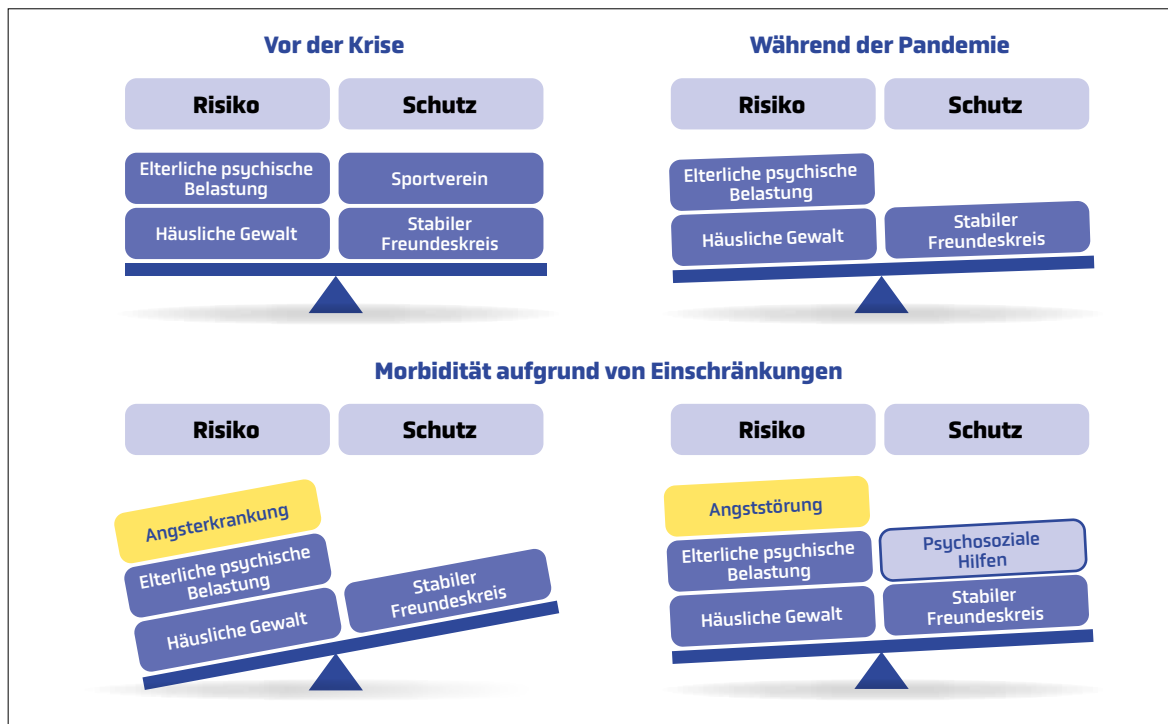 Vor der Krise
Risiko
Schutz
Elterliche psychische
Belastung
Sportverein
Häusliche Gewalt
Stabiler
Freundeskreis
Während der Pandemie
Risiko
Schutz
Elterliche psychische
Belastung
Häusliche Gewalt
Stabiler
Freundeskreis
Morbidität aufgrund von Einschränkungen
Risiko
Schutz
Angsterkrankung
Elterliche psychische
Belastung
Häusliche Gewalt
Stabiler
Freundeskreis
Risiko
Schutz
Angststörung
Elterliche psychische
Belastung
Psychosoziale
Hilfen
Häusliche Gewalt
Stabiler
Freundeskreis